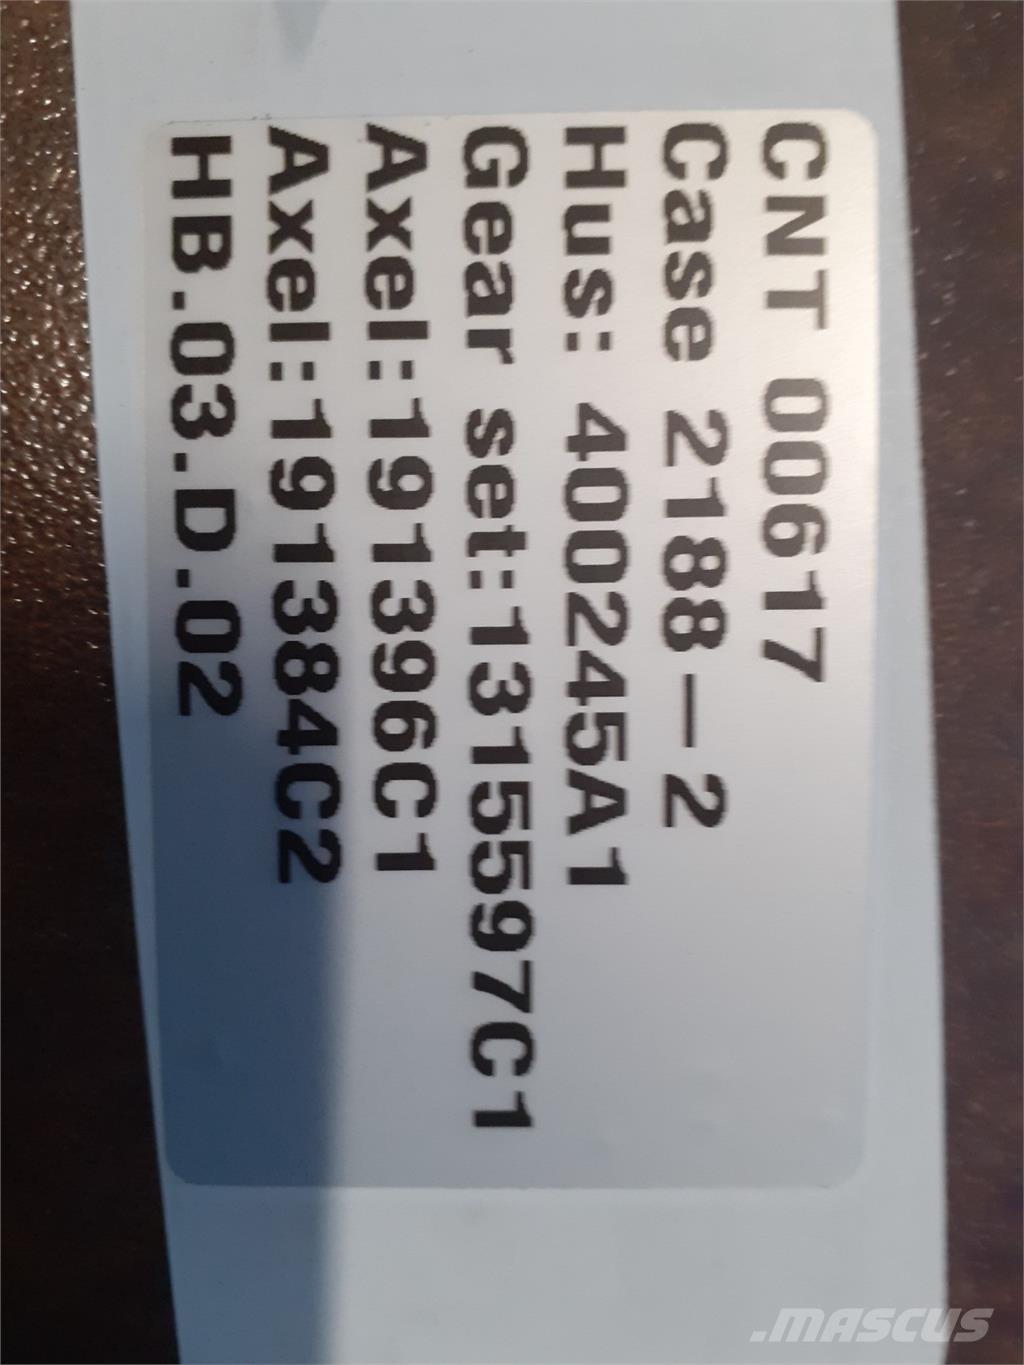 CNT 00617
Case 2188-2
Hus: 400245A1
Gear set:1315597C1
Axel:191396C1
Axel:191384C2
HB.03.D.02
.MASCUS